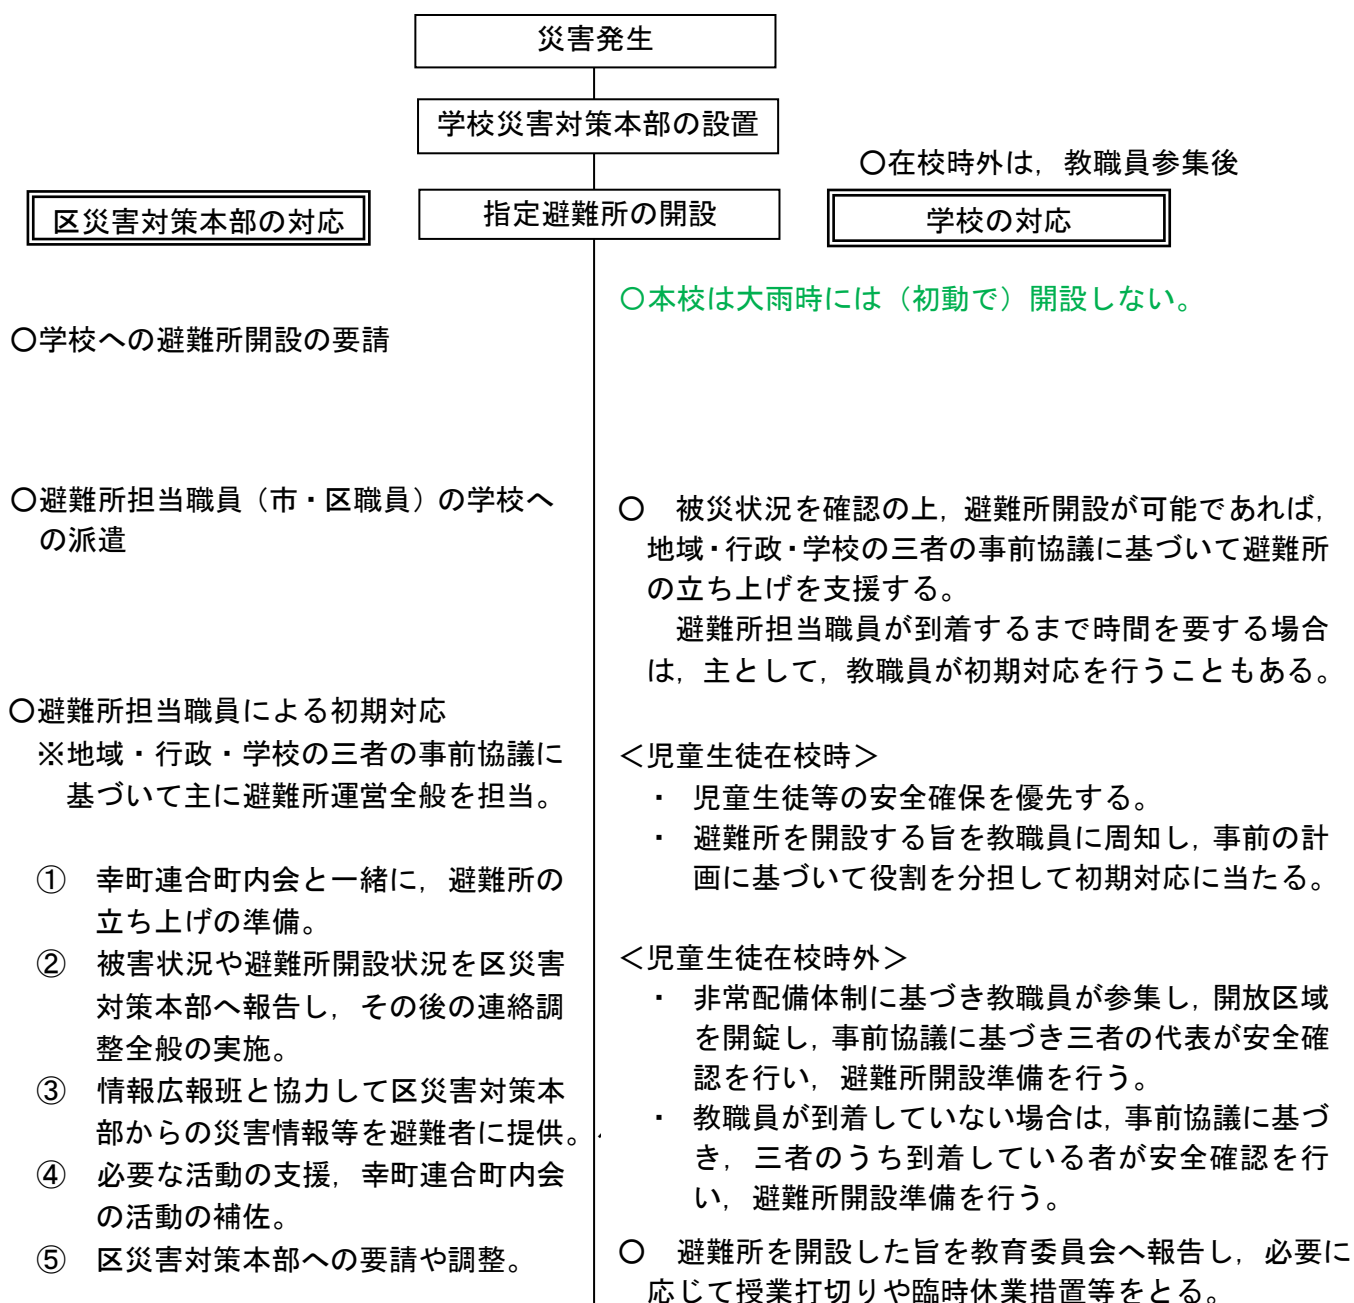 災害発生
学校災害対策本部の設置
〇在校時外は，教職員参集後
区災害対策本部の対応
指定避難所の開設
学校の対応
〇学校への避難所開設の要請
〇避難所担当職員（市・区職員）の学校へ
の派遣
〇避難所担当職員による初期対応
※地域・行政・学校の三者の事前協議に
基づいて主に避難所運営全般を担当。
① 幸町連合町内会と一緒に，避難所の
立ち上げの準備。
② 被害状況や避難所開設状況を区災害
対策本部へ報告し，その後の連絡調
整全般の実施。
③ 情報広報班と協力して区災害対策本
部からの災害情報等を避難者に提供。
④ 必要な活動の支援，幸町連合町内会
の活動の補佐。
⑤ 区災害対策本部への要請や調整。
〇本校は大雨時には（初動で）開設しない。
〇 被災状況を確認の上，避難所開設が可能であれば，
地域・行政・学校の三者の事前協議に基づいて避難所
の立ち上げを支援する。
避難所担当職員が到着するまで時間を要する場合
は，主として，教職員が初期対応を行うこともある。
＜児童生徒在校時＞
・ 児童生徒等の安全確保を優先する。
・ 避難所を開設する旨を教職員に周知し，事前の計
画に基づいて役割を分担して初期対応に当たる。
＜児童生徒在校時外＞
・ 非常配備体制に基づき教職員が参集し，開放区域
を開錠し，事前協議に基づき三者の代表が安全確
認を行い，避難所開設準備を行う。
・ 教職員が到着していない場合は，事前協議に基づ
き，三者のうち到着している者が安全確認を行
い，避難所開設準備を行う。
〇 避難所を開設した旨を教育委員会へ報告し，必要に
応じて授業打切りや臨時休業措置等をとる。